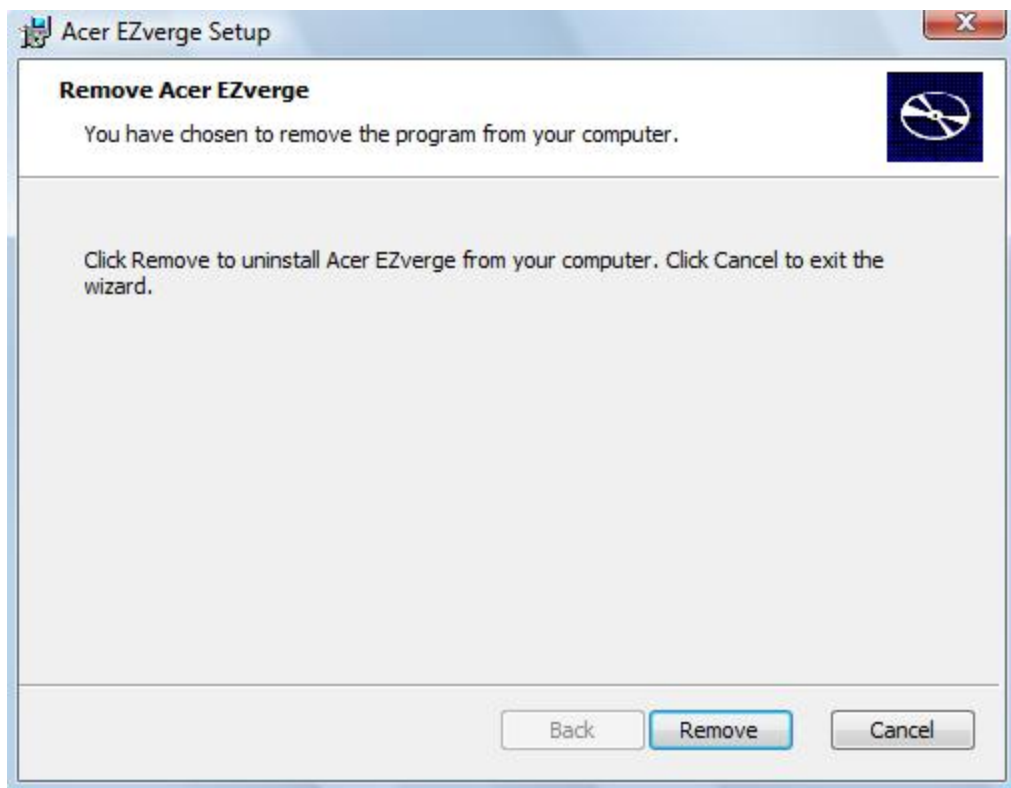 Acer EZverge Setup
X
Remove Acer EZverge
You have chosen to remove the program from your computer.
Click Remove to uninstall Acer EZverge from your computer. Click Cancel to exit the
wizard.
Back Remove Cancel